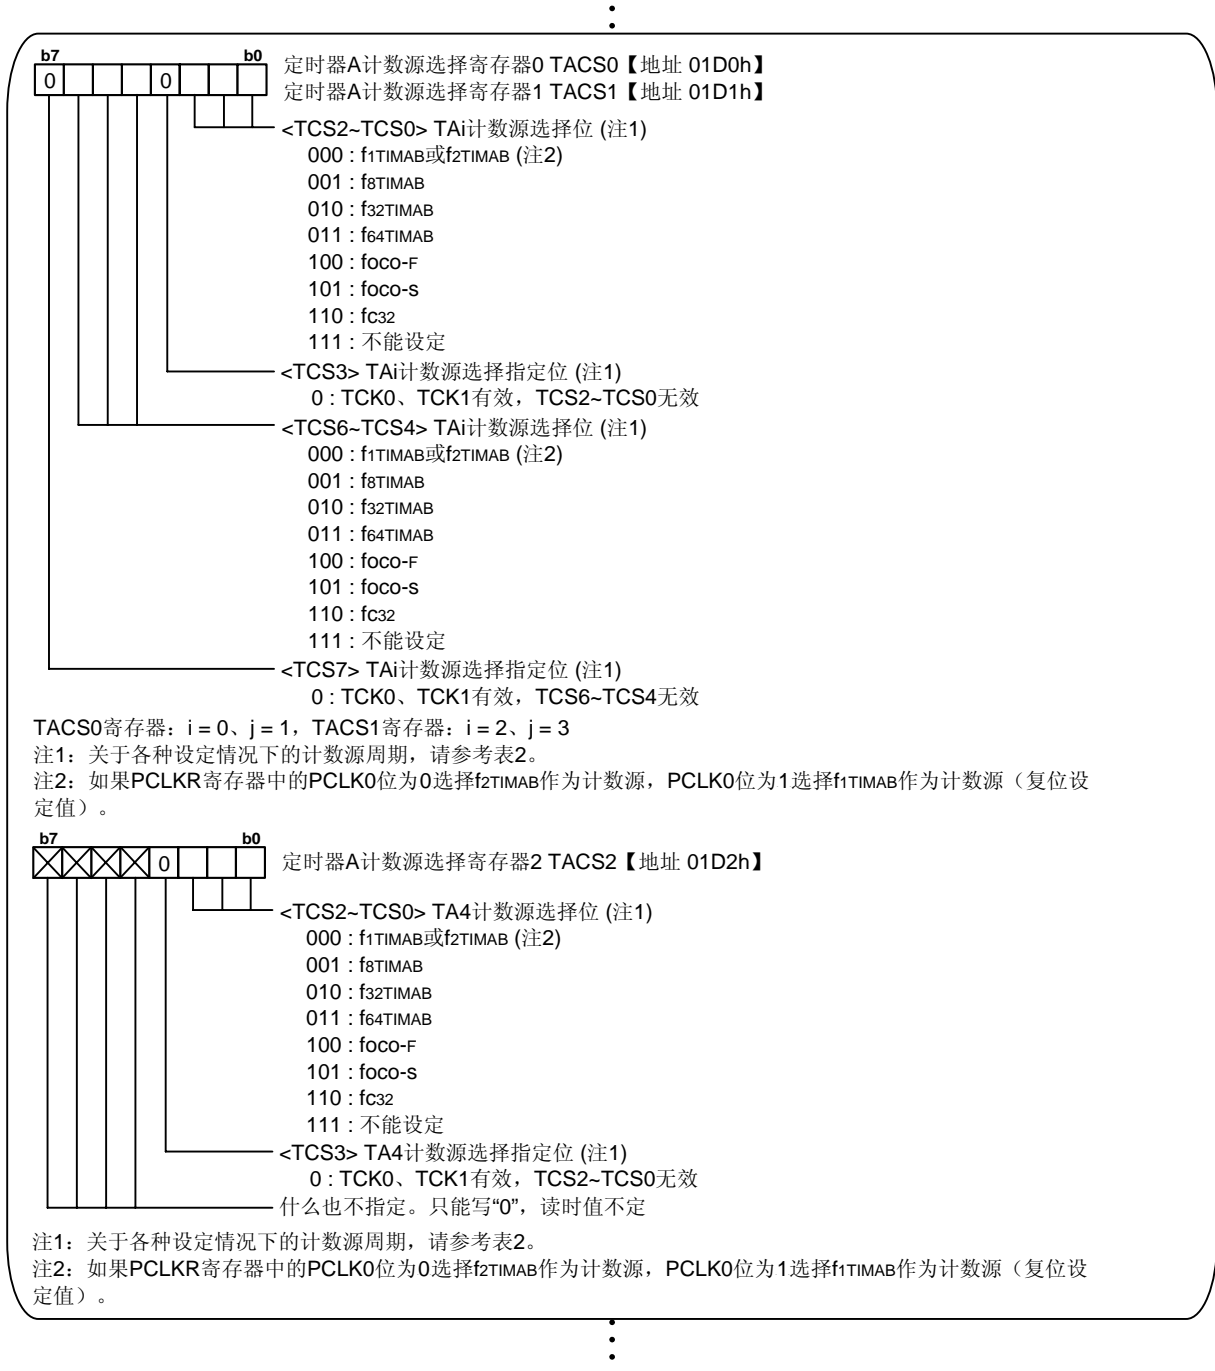 b7 b0
0 0
定时器A计数源选择寄存器0 TACS0【地址 01D0h】
定时器A计数源选择寄存器1 TACS1【地址 01D1h】
<TCS2~TCS0> TAi计数源选择位 (注1)
000 : f1TIMAB或f2TIMAB (注2)
001 : f8TIMAB
010 : f32TIMAB
011 : f64TIMAB
100 : foco-F
101 : foco-s
110 : fc32
111 : 不能设定
<TCS3> TAi计数源选择指定位 (注1)
0 : TCK0、TCK1有效，TCS2~TCS0无效
<TCS6~TCS4> TAi计数源选择位 (注1)
000 : f1TIMAB或f2TIMAB (注2)
001 : f8TIMAB
010 : f32TIMAB
011 : f64TIMAB
100 : foco-F
101 : foco-s
110 : fc32
111 : 不能设定
<TCS7> TAi计数源选择指定位 (注1)
0 : TCK0、TCK1有效，TCS6~TCS4无效
TACS0寄存器：i = 0、j = 1，TACS1寄存器：i = 2、j = 3
注1：关于各种设定情况下的计数源周期，请参考表2。
注2：如果PCLKR寄存器中的PCLK0位为0选择f2TIMAB作为计数源，PCLK0位为1选择f1TIMAB作为计数源（复位设
定值）。
b7 b0
0
定时器A计数源选择寄存器2 TACS2【地址 01D2h】
<TCS2~TCS0> TA4计数源选择位 (注1)
000 : f1TIMAB或f2TIMAB (注2)
001 : f8TIMAB
010 : f32TIMAB
011 : f64TIMAB
100 : foco-F
101 : foco-s
110 : fc32
111 : 不能设定
<TCS3> TA4计数源选择指定位 (注1)
0 : TCK0、TCK1有效，TCS2~TCS0无效
什么也不指定。只能写“0”，读时值不定
注1：关于各种设定情况下的计数源周期，请参考表2。
注2：如果PCLKR寄存器中的PCLK0位为0选择f2TIMAB作为计数源，PCLK0位为1选择f1TIMAB作为计数源（复位设
定值）。